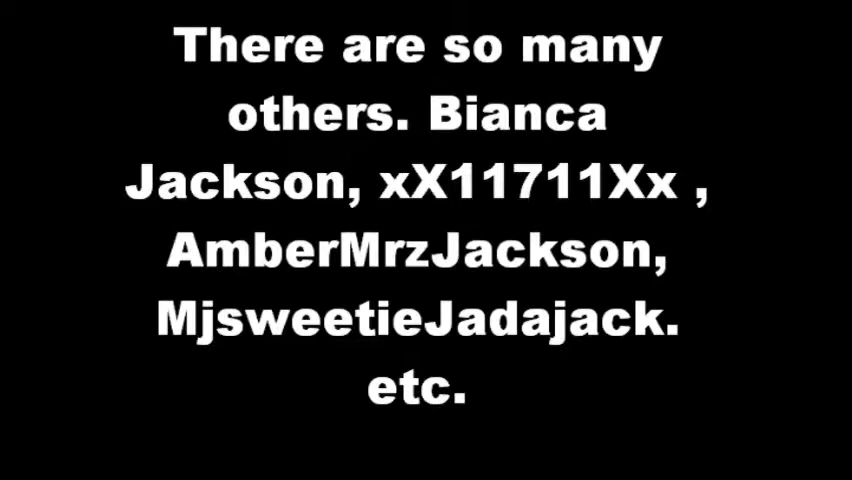 There are so many
others. Bianca
Jackson, xX11711Xx ,
AmberMrzJackson,
MjsweetieJadajack.
etc.